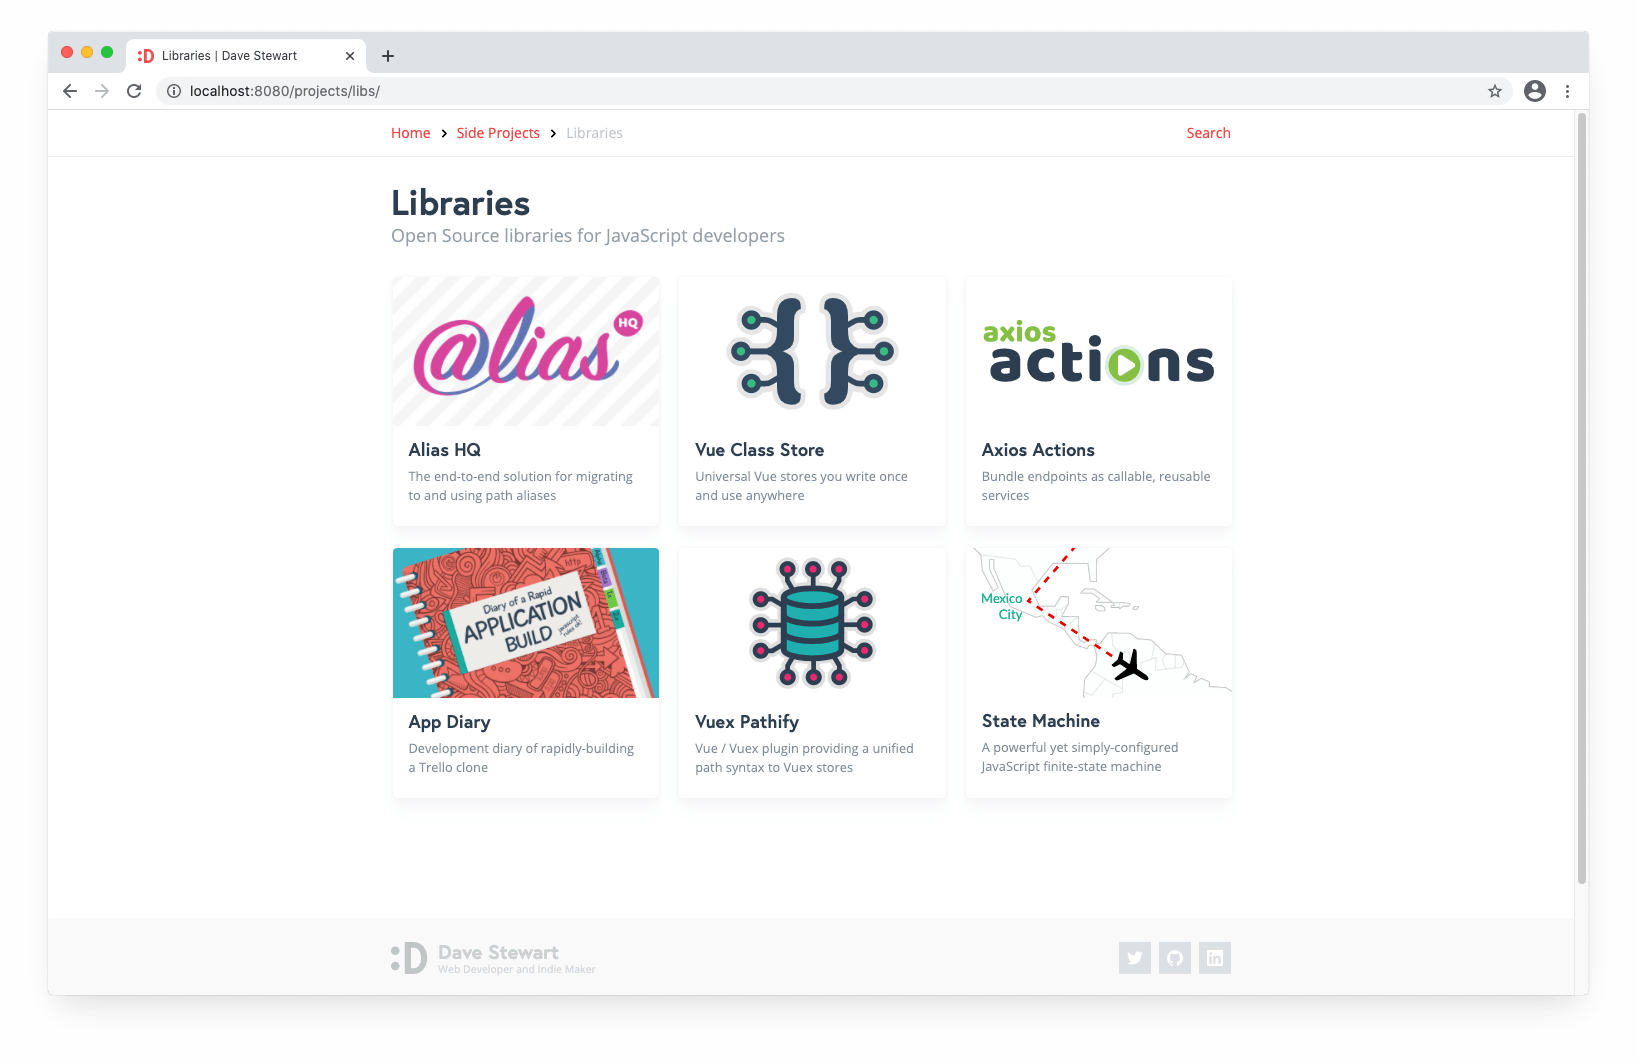 :D Libraries | Dave Stewart
localhost:8080/projects/libs/
Home > Side Projects > Libraries
Search
Libraries
Open Source libraries for JavaScript developers
@lias HQ
axios
actions
Alias HQ
The end-to-end solution for migrating
to and using path aliases
Vue Class Store
Universal Vue stores you write once
and use anywhere
Axios Actions
Bundle endpoints as callable, reusable
services
http
Diary of a Rapid
APPLICATION
BUILD
javascript
rules ok!
Mexico
City
App Diary
Development diary of rapidly-building
a Trello clone
Vuex Pathify
Vue / Vuex plugin providing a unified
path syntax to Vuex stores
State Machine
A powerful yet simply-configured
JavaScript finite-state machine
:D Dave Stewart
Web Developer and Indie Maker
in